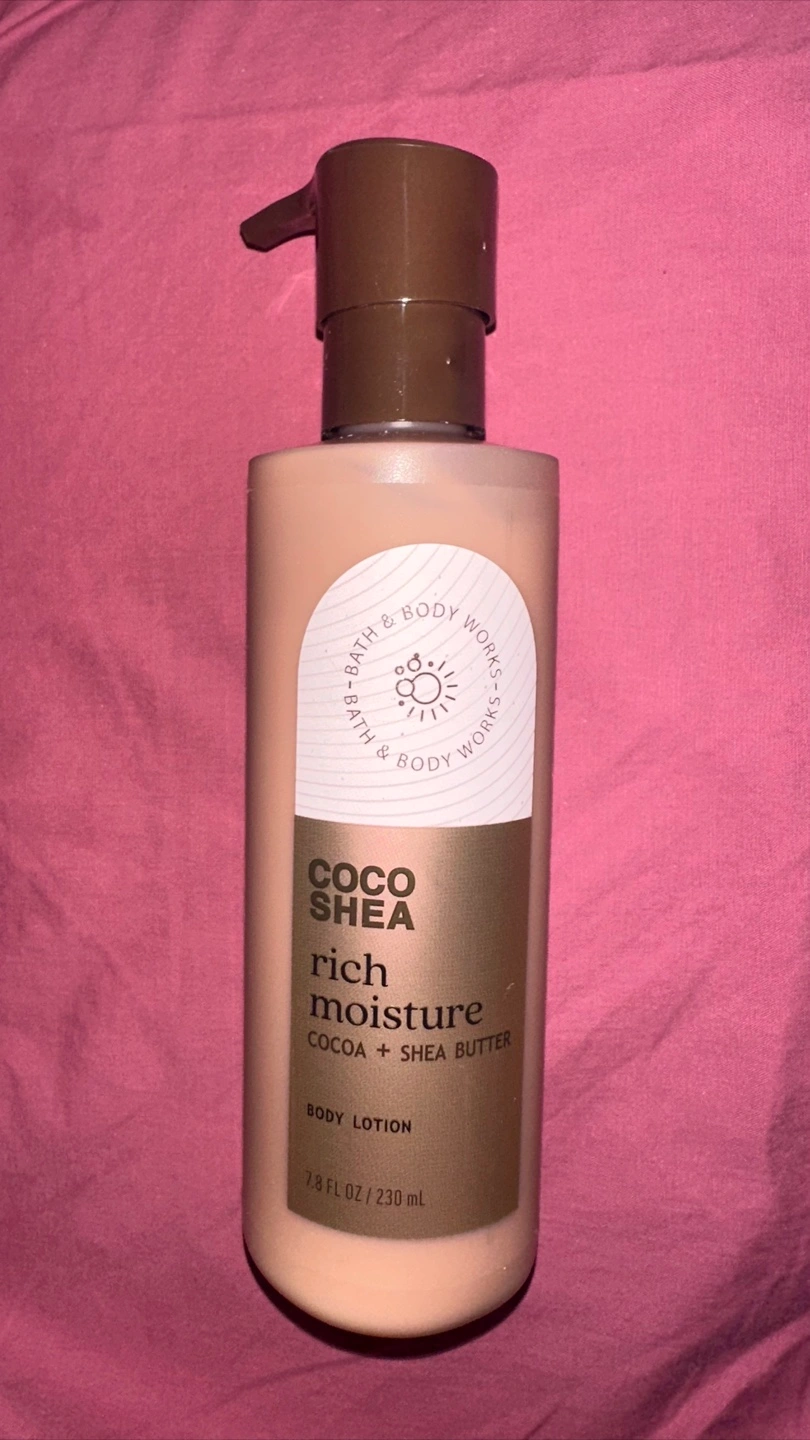 BATH & BODY WORKS - BATH & BODY WORKS -
COCO
SHEA
rich
moisture
COCOA + SHEA BUTTER
BODY LOTION
7.8 FL OZ / 230 mL